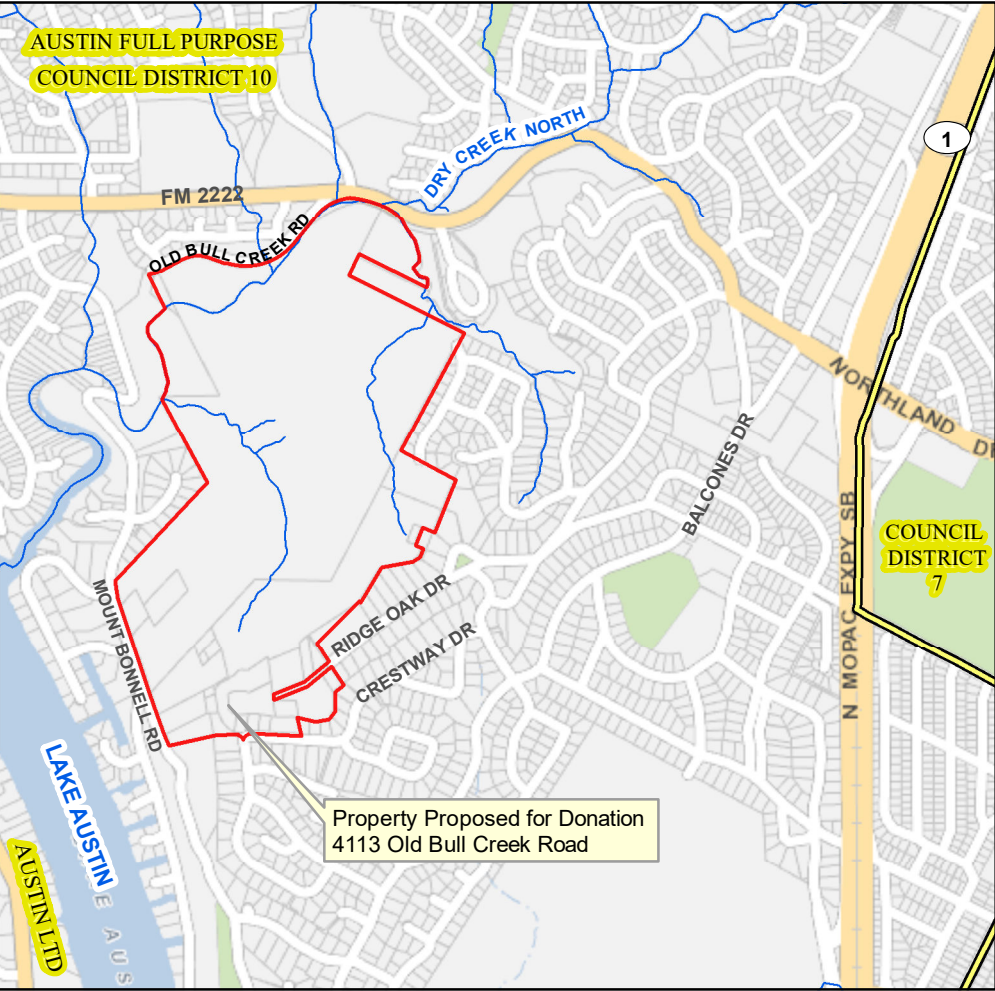 AUSTIN FULL PURPOSE
COUNCIL DISTRICT 10
DRY CREEK NORTH
1
FM 2222
OLD BULL CREEK RD
NORTHLAND
BALCONES DR
N MOPAC EXPY SB
COUNCIL
DISTRICT
7
RIDGE OAK DR
CRESTWAY DR
MOUNT BONNELL RD
LAKE AUSTIN
Property Proposed for Donation
4113 Old Bull Creek Road
AUSTIN LTD